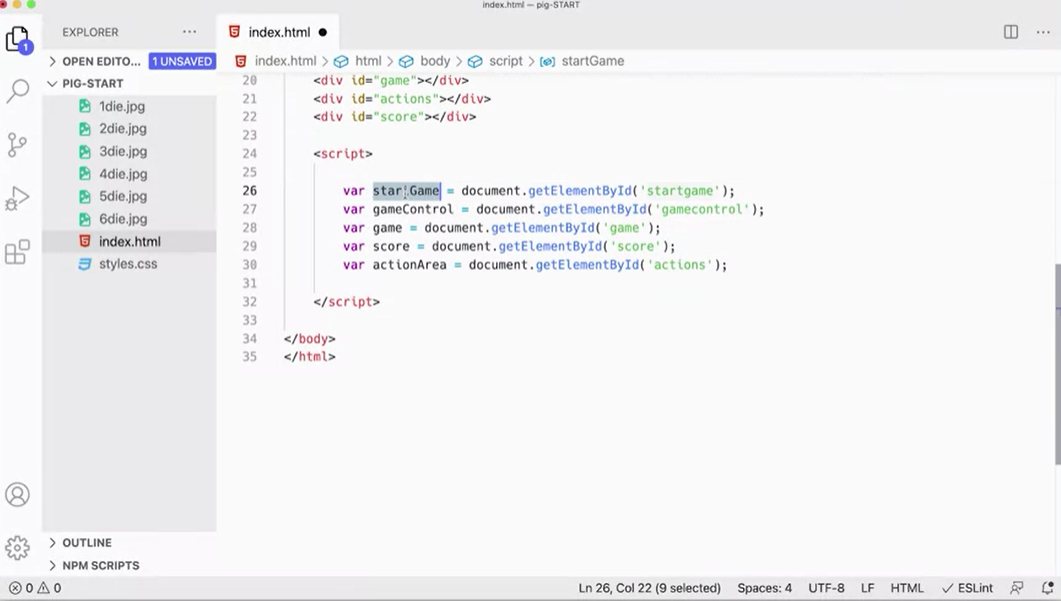 index.html — pig-START
EXPLORER
index.html
1
OPEN EDITO... 1 UNSAVED
index.html > html > body > script > startGame
PIG-START
1die.jpg
2die.jpg
3die.jpg
4die.jpg
5die.jpg
6die.jpg
index.html
styles.css
20 <div id="game"></div>
21 <div id="actions"></div>
22 <div id="score"></div>
23
24 <script>
25
26 var startGame = document.getElementById('startgame');
27 var gameControl = document.getElementById('gamecontrol');
28 var game = document.getElementById('game');
29 var score = document.getElementById('score');
30 var actionArea = document.getElementById('actions');
31
32 </script>
33
34 </body>
35 </html>
OUTLINE
NPM SCRIPTS
0 0 Ln 26, Col 22 (9 selected) Spaces: 4 UTF-8 LF HTML ESLint